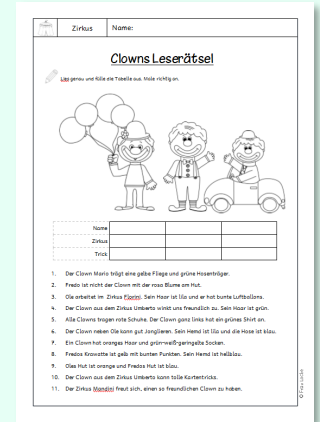 Zirkus
Name:
Clowns Leserätsel
Lies genau und fülle die Tabelle aus. Male richtig an.
Name
Zirkus
Trick
1. Der Clown Mario trägt eine gelbe Fliege und grüne Hosenträger.
2. Fredo ist nicht der Clown mit der rosa Blume am Hut.
3. Ole arbeitet im Zirkus Florini. Sein Haar ist lila und er hat bunte Luftballons.
4. Der Clown aus dem Zirkus Umberto winkt uns freundlich zu. Sein Haar ist grün.
5. Alle Clowns tragen rote Schuhe. Der Clown ganz links hat ein grünes Shirt an.
6. Der Clown neben Ole kann gut Jonglieren. Sein Hemd ist lila und die Hose ist blau.
7. Ein Clown hat oranges Haar und grün-weiß-geringelte Socken.
8. Fredos Krawatte ist gelb mit bunten Punkten. Sein Hemd ist hellblau.
9. Oles Hut ist orange und Fredos Hut ist blau.
10. Der Clown aus dem Zirkus Umberto kann tolle Kartentricks.
11. Der Zirkus Mandini freut sich, einen so freundlichen Clown zu haben.